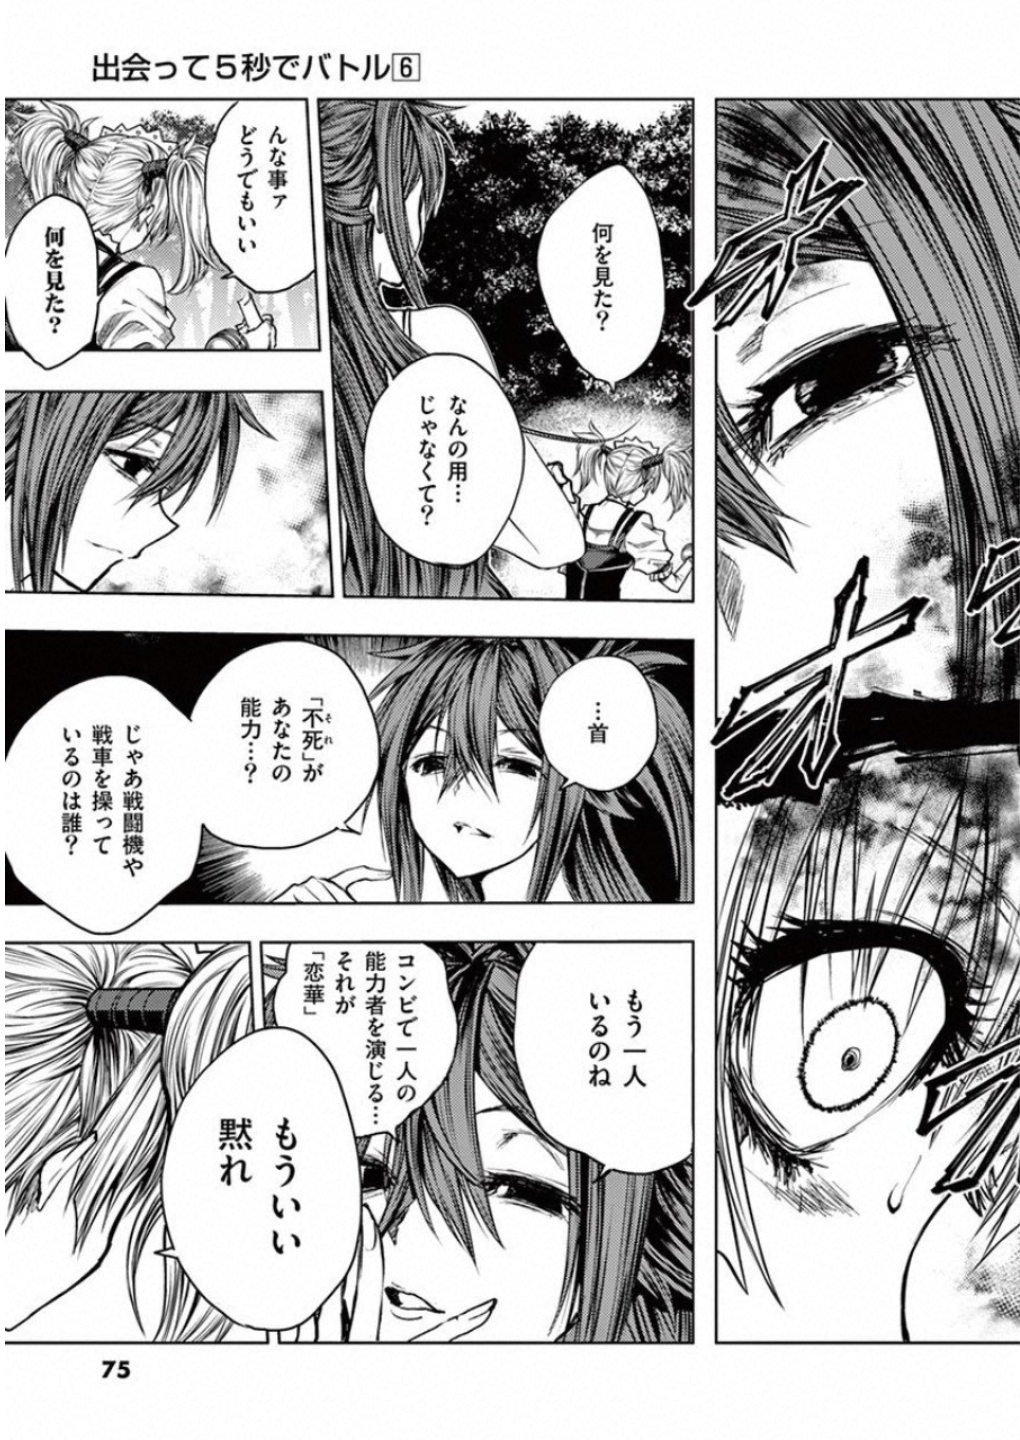 出会って5秒でバトル6
何を見た?
なんの用…
じゃなくて?
んな事ァ
どうでもいい
何を見た?
…首
「不死」が
それ
あなたの
能力…?
じゃあ戦闘機や
戦車を操って
いるのは誰?
もう一人
いるのね
コンビで一人の
能力者を演じる…
それが
「恋華」
もういい
黙れ
75